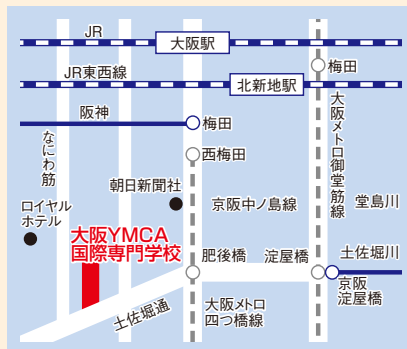 JR
大阪駅
JR東西線
北新地駅
梅田
阪神
梅田
西梅田
なにわ筋
大阪メトロ御堂筋線
朝日新聞社
京阪中ノ島線
堂島川
ロイヤル
ホテル
大阪YMCA
国際専門学校
肥後橋
淀屋橋
土佐堀川
京阪
淀屋橋
土佐堀通
大阪メトロ
四つ橋線